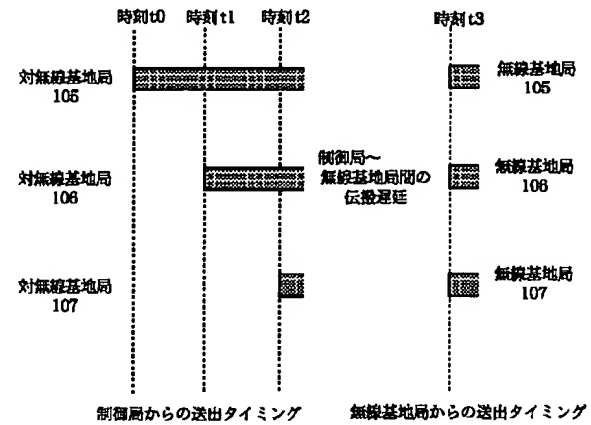 時刻t0
時刻t1
時刻t2
時刻t3
対無線基地局
105
無線基地局
105
対無線基地局
106
制御局~
無線基地局間の
伝搬遅延
無線基地局
106
対無線基地局
107
無線基地局
107
制御局からの送出タイミング
無線基地局からの送出タイミング